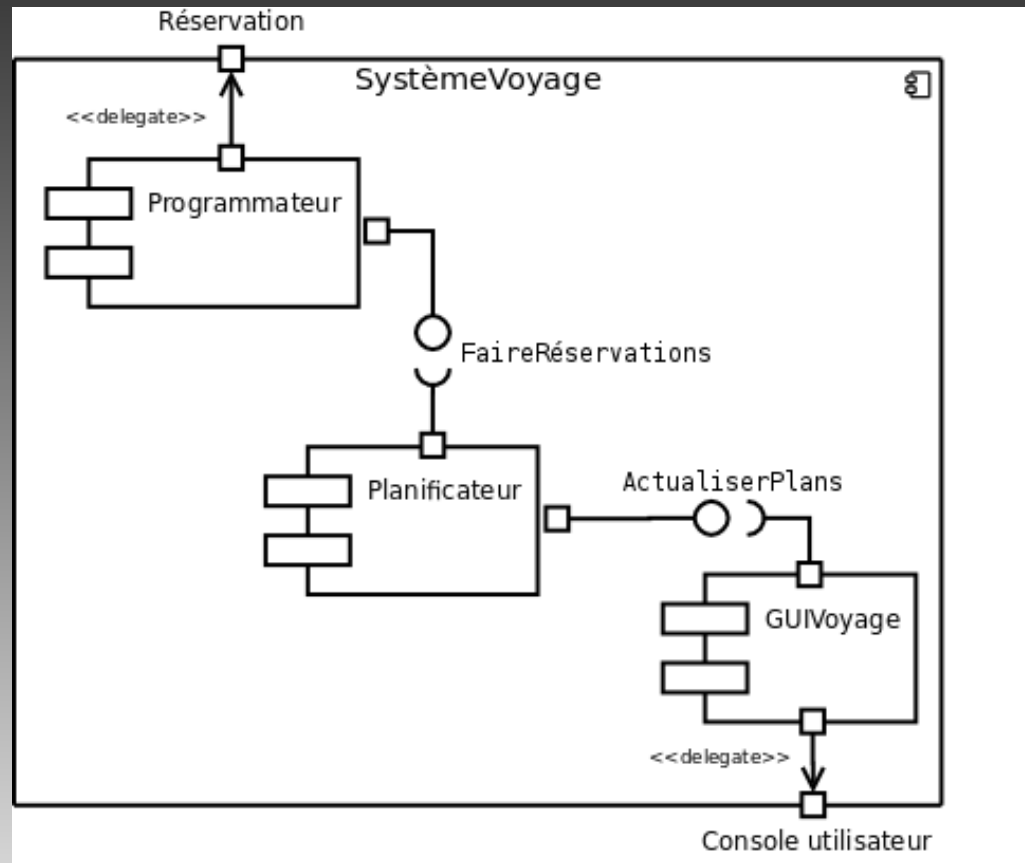 Réservation
SystèmeVoyage
<<delegate>>
Programmateur
FaireRéservations
Planificateur
ActualiserPlans
GUIVoyage
<<delegate>>
Console utilisateur